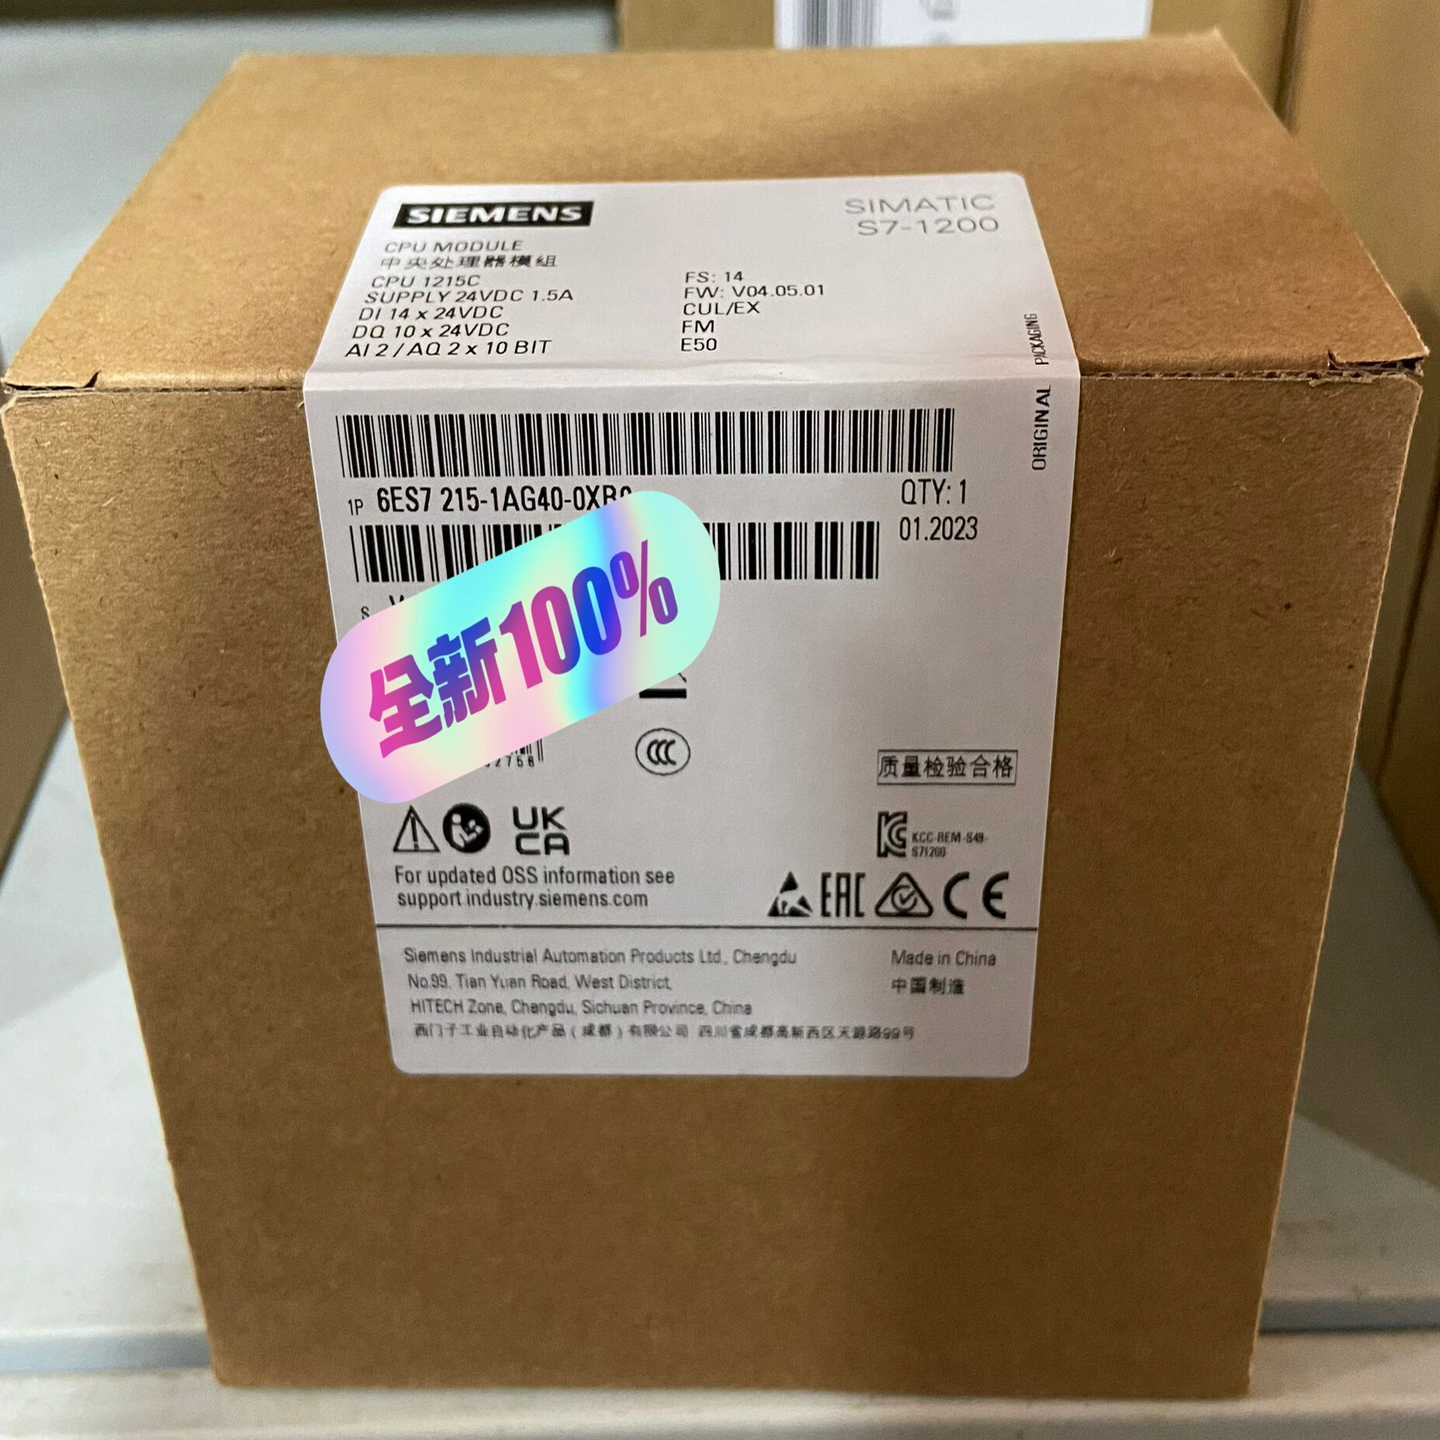 SIEMENS
SIMATIC
S7-1200
CPU MODULE
中央处理器模組
CPU 1215C
SUPPLY 24VDC 1.5A
DI 14 x 24VDC
DQ 10 x 24VDC
AI 2 / AQ 2 x 10 BIT
FS: 14
FW: V04.05.01
CUL/EX
FM
E50
ORIGINAL PACKAGING
1P 6ES7 215-1AG40-0XB0
QTY: 1
01.2023
S
全新100%
2758
CCC
质量检验合格
UK
CA
KCC-REM-S49-
S71200
For updated OSS information see
support.industry.siemens.com
EAC
CE
Siemens Industrial Automation Products Ltd., Chengdu
No.99, Tian Yuan Road, West District,
HITECH Zone, Chengdu, Sichuan Province, China
西门子工业自动化产品（成都）有限公司 四川省成都高新西区天源路99号
Made in China
中国制造